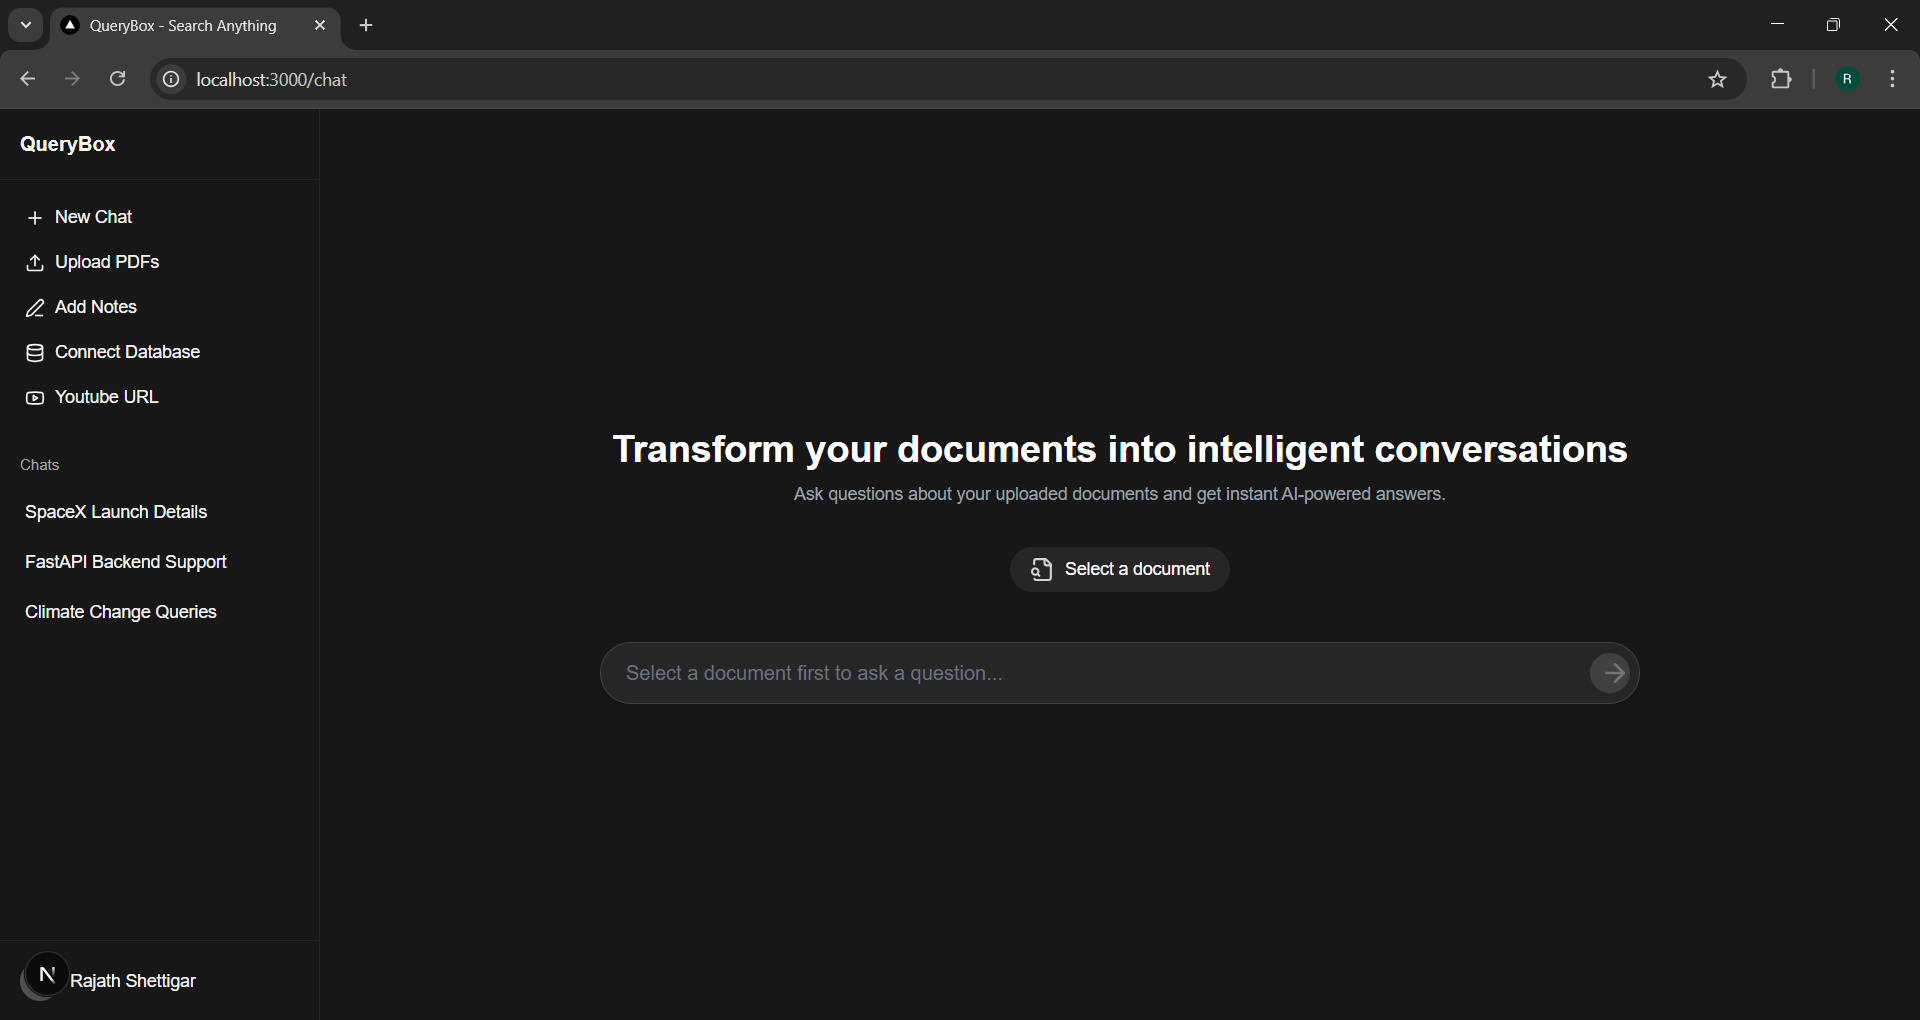 QueryBox - Search Anything
localhost:3000/chat
R
QueryBox
New Chat
Upload PDFs
Add Notes
Connect Database
Youtube URL
Chats
SpaceX Launch Details
FastAPI Backend Support
Climate Change Queries
N
Rajath Shettigar
Transform your documents into intelligent conversations
Ask questions about your uploaded documents and get instant AI-powered answers.
Select a document
Select a document first to ask a question...